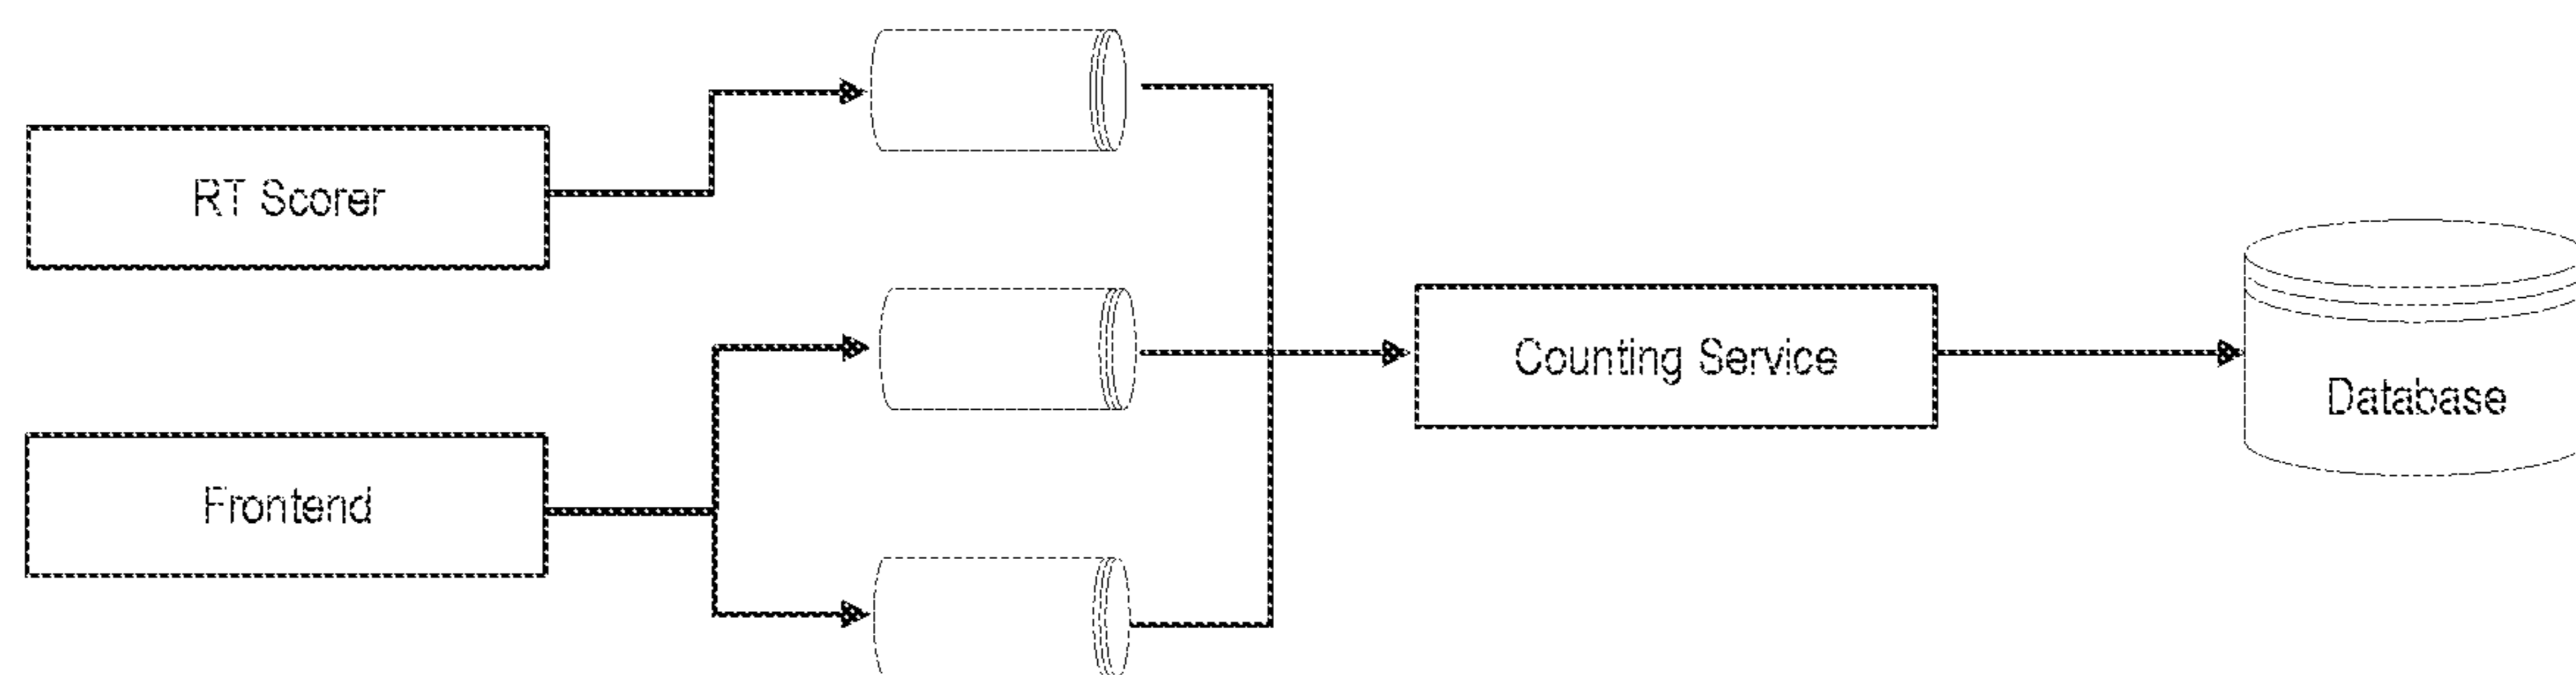 RT Scorer
Frontend
Counting Service
Database